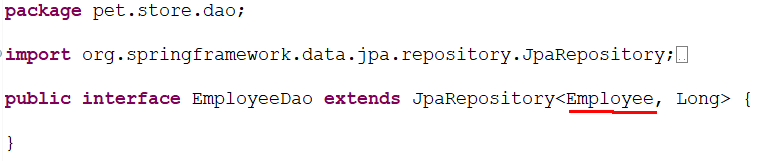 package pet.store.dao;
import org.springframework.data.jpa.repository.JpaRepository;
public interface EmployeeDao extends JpaRepository<Employee, Long> {
}